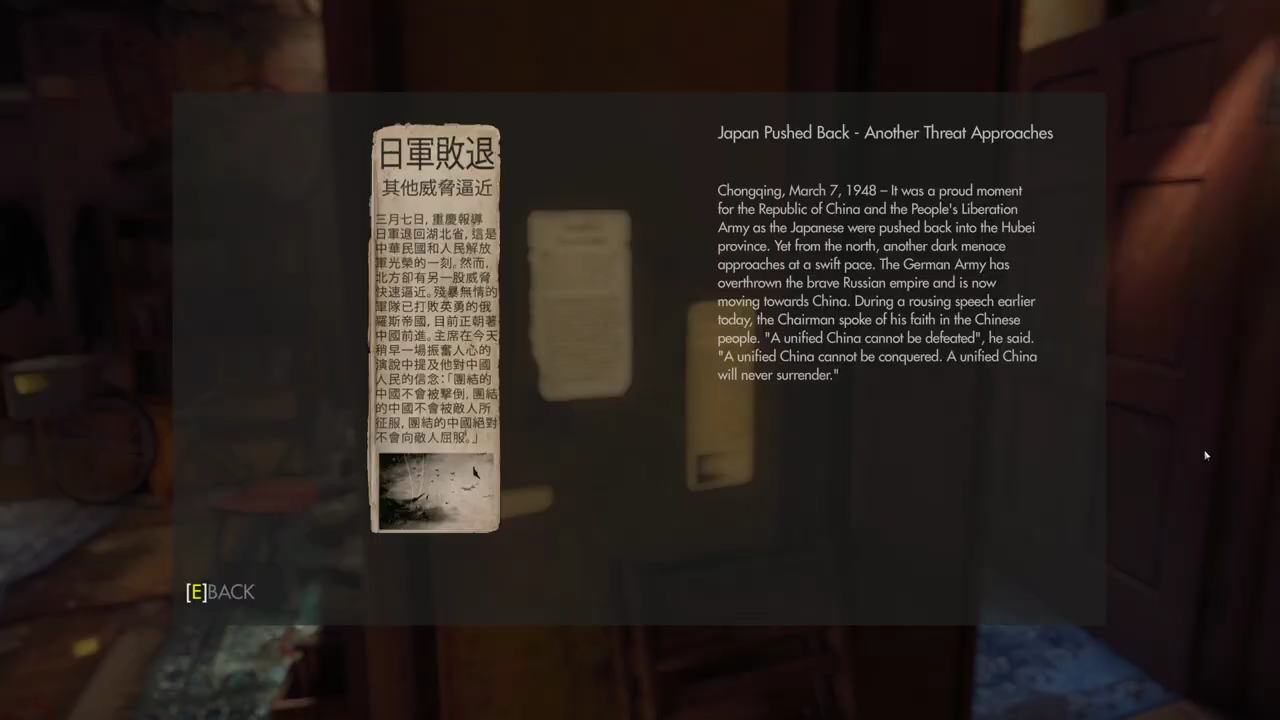 日軍敗退
其他威脅逼近
三月七日, 重慶報導
日軍退回湖北省, 這是
中華民國和人民解放
軍光榮的一刻。然而,
北方卻有另一股威脅
快速逼近。殘暴無情的
軍隊已打敗英勇的俄
羅斯帝國, 目前正朝著
中國前進。主席在今天
稍早一場振奮人心的
演說中提及他對中國
人民的信念：「團結的
中國不會被擊倒, 團結
的中國不會被敵人所
征服, 團結的中國絕對
不會向敵人屈服。」
Japan Pushed Back - Another Threat Approaches
Chongqing, March 7, 1948 – It was a proud moment
for the Republic of China and the People's Liberation
Army as the Japanese were pushed back into the Hubei
province. Yet from the north, another dark menace
approaches at a swift pace. The German Army has
overthrown the brave Russian empire and is now
moving towards China. During a rousing speech earlier
today, the Chairman spoke of his faith in the Chinese
people. "A unified China cannot be defeated", he said.
"A unified China cannot be conquered. A unified China
will never surrender."
[E]BACK